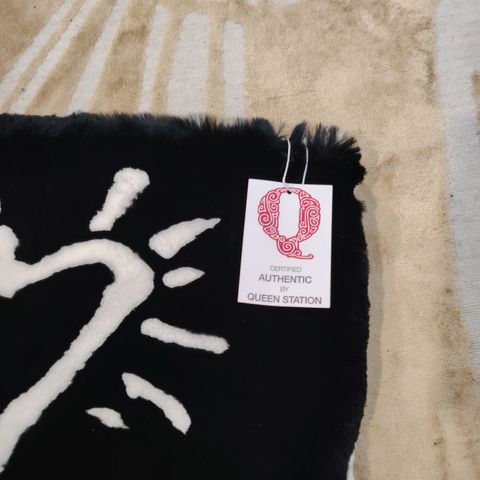 Q
CERTIFIED
AUTHENTIC
BY
QUEEN STATION